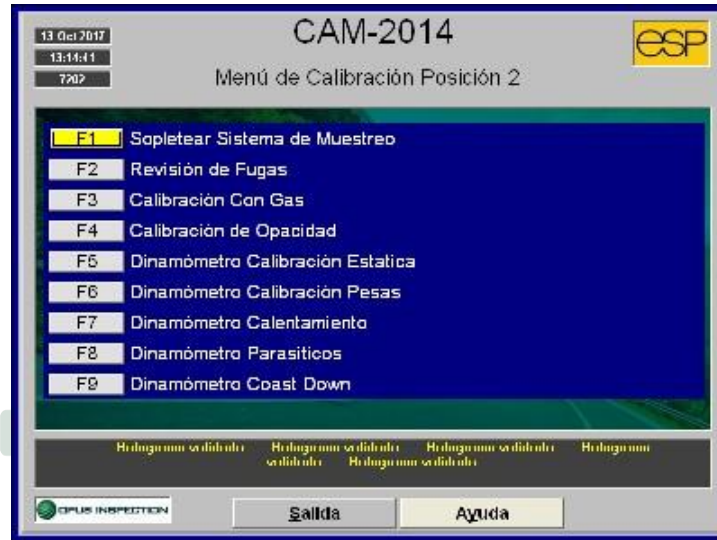 13 Oct 2017
13:14:41
7202
CAM-2014
Menú de Calibración Posición 2
esp
F1 Sopletear Sistema de Muestreo
F2 Revisión de Fugas
F3 Calibración Con Gas
F4 Calibración de Opacidad
F5 Dinamómetro Calibración Estatica
F6 Dinamómetro Calibración Pesas
F7 Dinamómetro Calentamiento
F8 Dinamómetro Parasiticos
F9 Dinamómetro Coast Down
OPUS INSPECTION
Salida
Ayuda